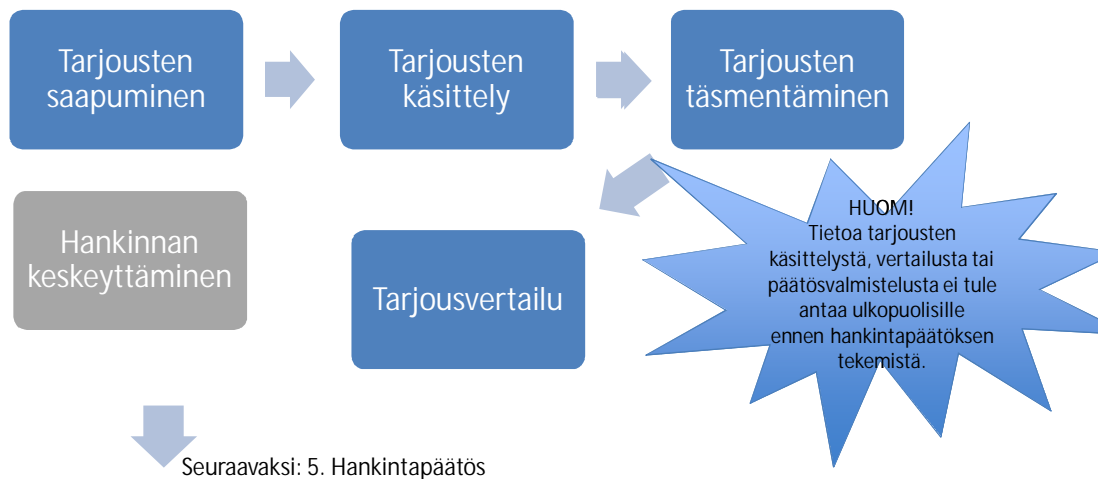 Tarjousten
saapuminen
Tarjousten
käsittely
Tarjousten
täsmentäminen
Hankinnan
keskeyttäminen
Tarjousvertailu
HUOM!
Tietoa tarjousten
käsittelystä, vertailusta tai
päätösvalmistelusta ei tule
antaa ulkopuolisille
ennen hankintapäätöksen
tekemistä.
Seuraavaksi: 5. Hankintapäätös